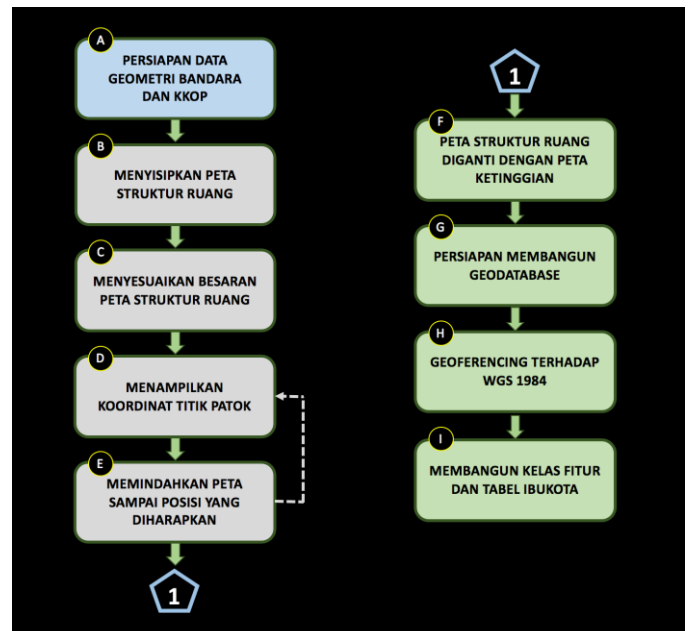 A
PERSIAPAN DATA
GEOMETRI BANDARA
DAN KKOP
B
MENYISIPKAN PETA
STRUKTUR RUANG
C
MENYESUAIKAN BESARAN
PETA STRUKTUR RUANG
D
MENAMPILKAN
KOORDINAT TITIK PATOK
E
MEMINDAHKAN PETA
SAMPAI POSISI YANG
DIHARAPKAN
1
1
F
PETA STRUKTUR RUANG
DIGANTI DENGAN PETA
KETINGGIAN
G
PERSIAPAN MEMBANGUN
GEODATABASE
H
GEOFERENCING TERHADAP
WGS 1984
I
MEMBANGUN KELAS FITUR
DAN TABEL IBUKOTA